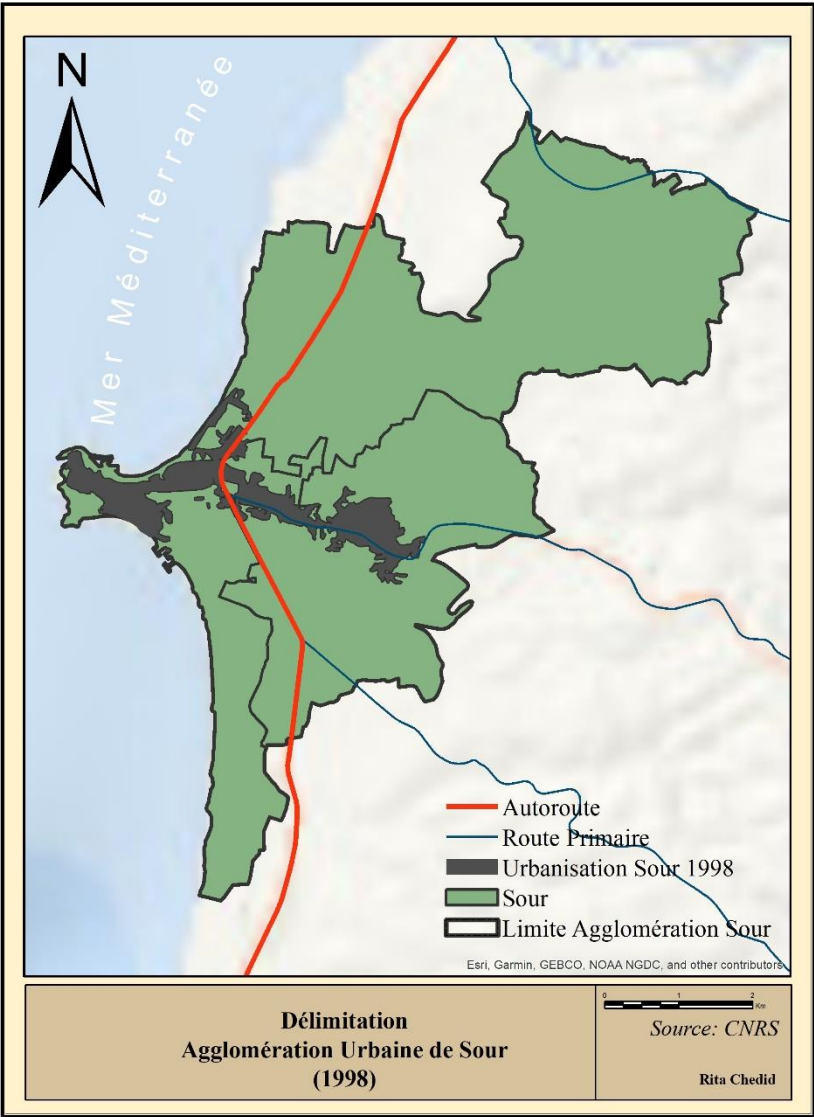 N
Mer Méditerranée
Autoroute
Route Primaire
Urbanisation Sour 1998
Sour
Limite Agglomération Sour
Esri, Garmin, GEBCO, NOAA NGDC, and other contributors
Délimitation
Agglomération Urbaine de Sour
(1998)
0 1 2
Km
Source: CNRS
Rita Chedid